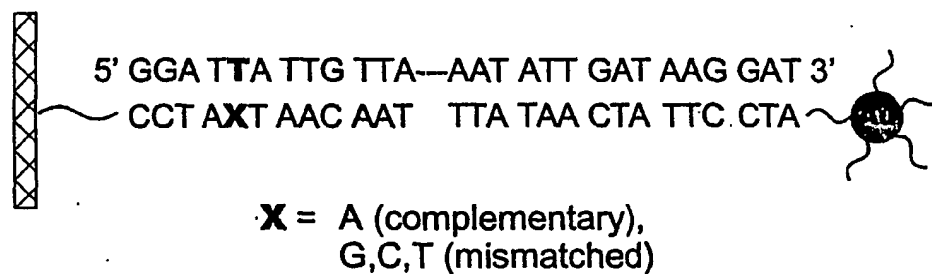 5' GGA TTA TTG TTA---AAT ATT GAT AAG GAT 3'
CCT AXT AAC AAT TTA TAA CTA TTC CTA
Au
X = A (complementary),
G,C,T (mismatched)